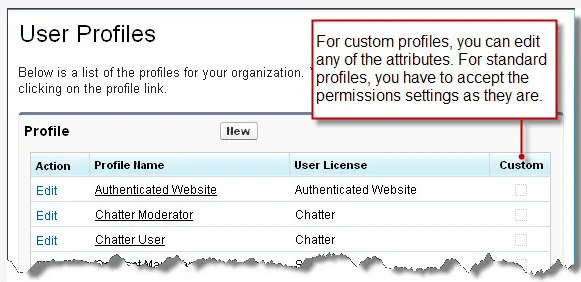 User Profiles
For custom profiles, you can edit
any of the attributes. For standard
profiles, you have to accept the
permissions settings as they are.
Below is a list of the profiles for your organization.
clicking on the profile link.
Profile
New
Action Profile Name User License Custom
Edit Authenticated Website Authenticated Website
Edit Chatter Moderator Chatter
Edit Chatter User Chatter